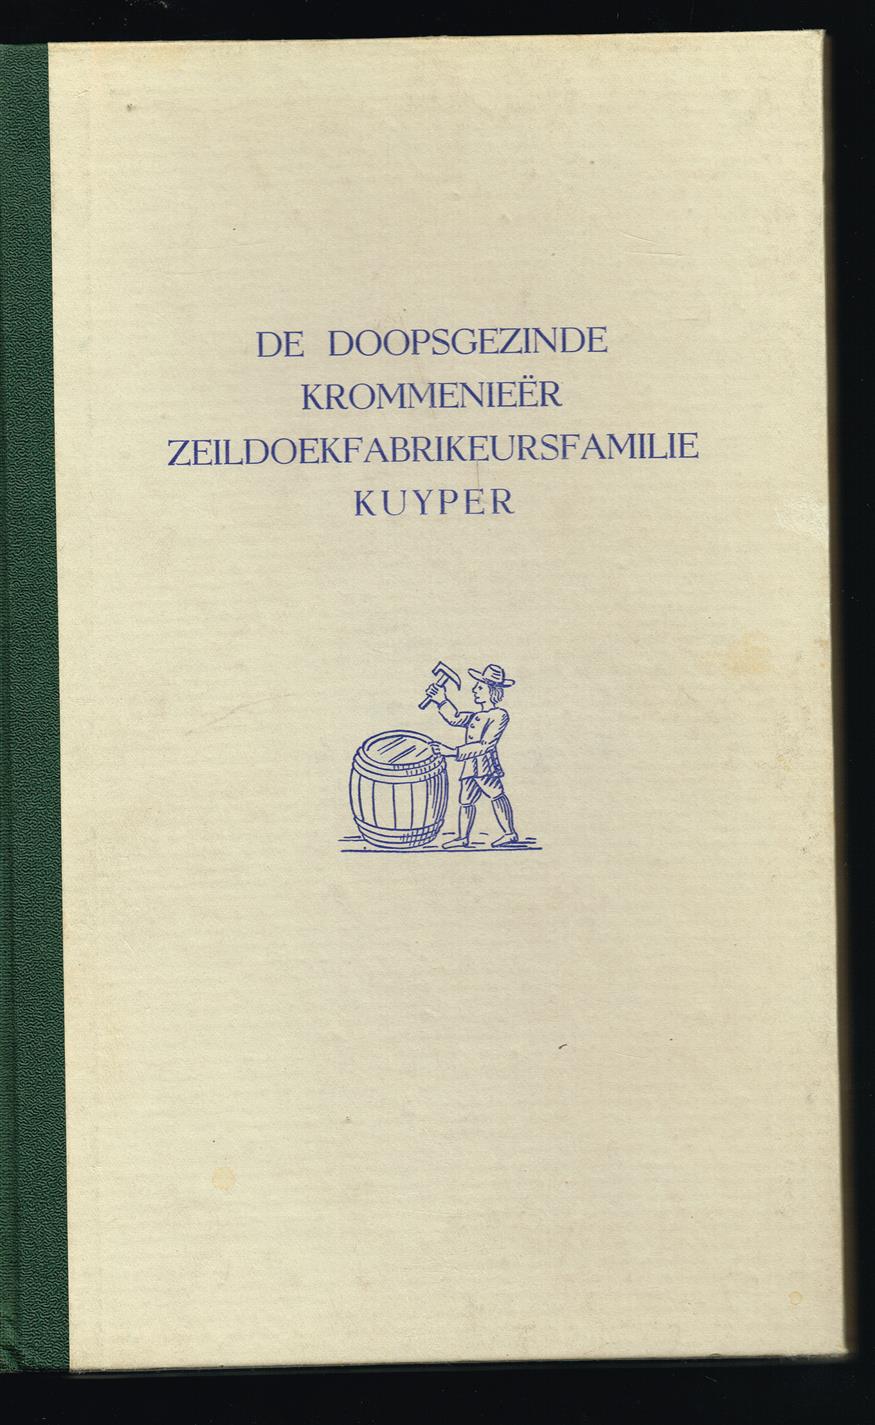 DE DOOPSGEZINDE
KROMMENIEËR
ZEILDOEKFABRIKEURSFAMILIE
KUYPER